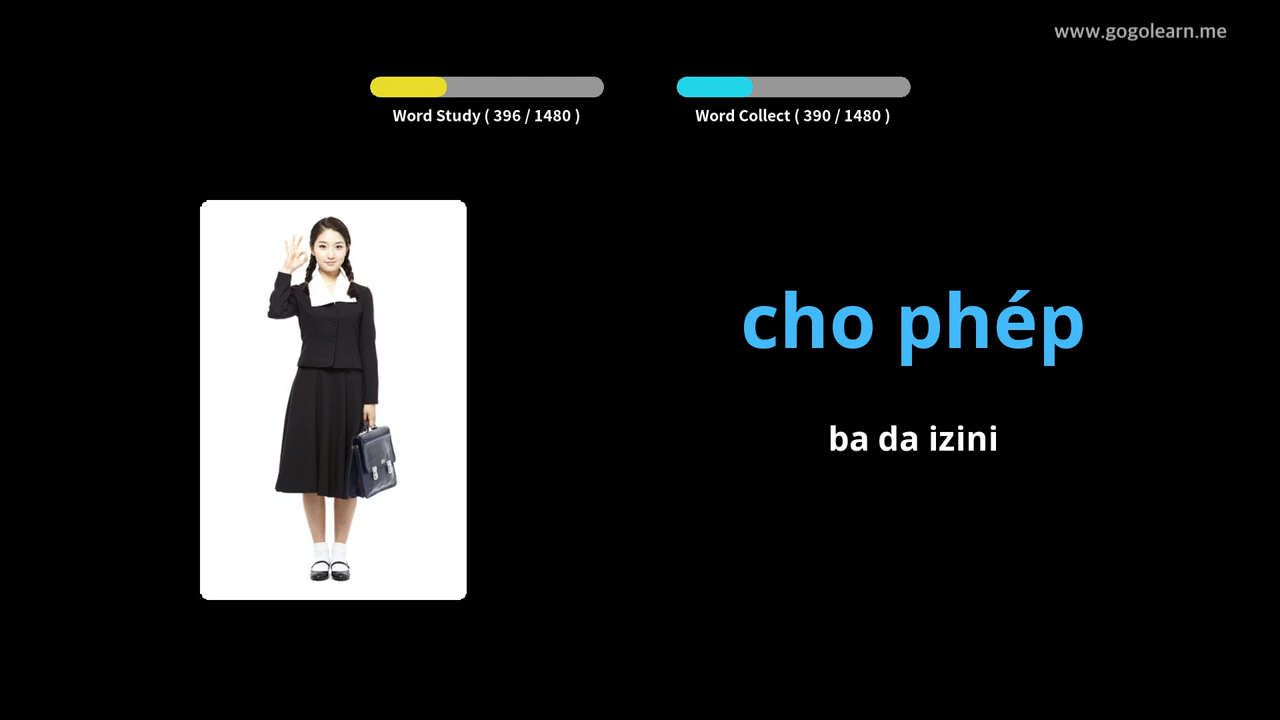 www.gogolearn.me
Word Study ( 396 / 1480 )
Word Collect ( 390 / 1480 )
cho phép
ba da izini